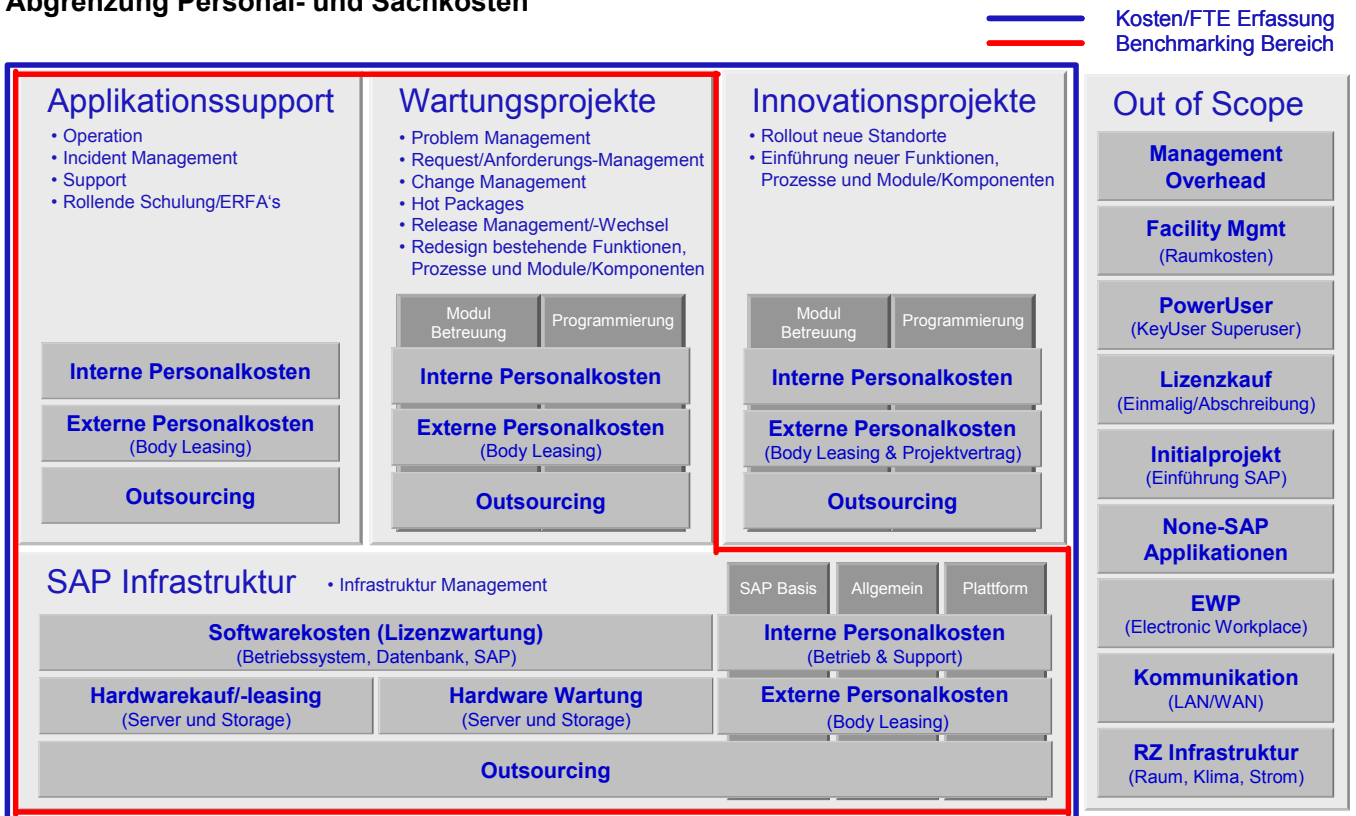 Abgrenzung Personal- und Sachkosten
Kosten/FTE Erfassung
Benchmarking Bereich
Applikationssupport
• Operation
• Incident Management
• Support
• Rollende Schulung/ERFA‘s
Interne Personalkosten
Externe Personalkosten
(Body Leasing)
Outsourcing
Wartungsprojekte
• Problem Management
• Request/Anforderungs-Management
• Change Management
• Hot Packages
• Release Management/-Wechsel
• Redesign bestehende Funktionen,
Prozesse und Module/Komponenten
Modul
Betreuung
Programmierung
Interne Personalkosten
Externe Personalkosten
(Body Leasing)
Outsourcing
Innovationsprojekte
• Rollout neue Standorte
• Einführung neuer Funktionen,
Prozesse und Module/Komponenten
Modul
Betreuung
Programmierung
Interne Personalkosten
Externe Personalkosten
(Body Leasing & Projektvertrag)
Outsourcing
SAP Infrastruktur
• Infrastruktur Management
SAP Basis
Allgemein
Plattform
Softwarekosten (Lizenzwartung)
(Betriebssystem, Datenbank, SAP)
Interne Personalkosten
(Betrieb & Support)
Hardwarekauf/-leasing
(Server und Storage)
Hardware Wartung
(Server und Storage)
Externe Personalkosten
(Body Leasing)
Outsourcing
Out of Scope
Management
Overhead
Facility Mgmt
(Raumkosten)
PowerUser
(KeyUser Superuser)
Lizenzkauf
(Einmalig/Abschreibung)
Initialprojekt
(Einführung SAP)
None-SAP
Applikationen
EWP
(Electronic Workplace)
Kommunikation
(LAN/WAN)
RZ Infrastruktur
(Raum, Klima, Strom)